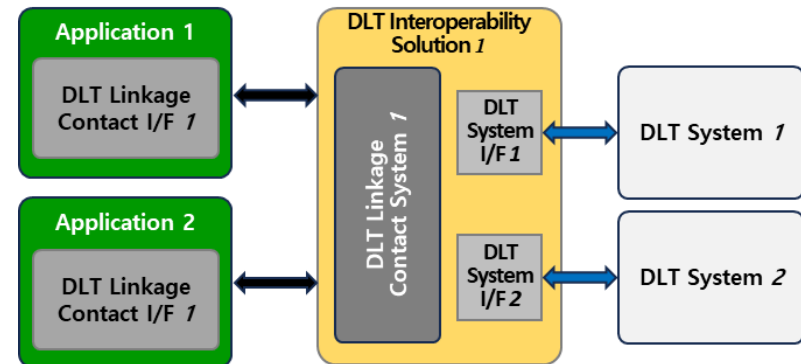 Application 1
DLT Linkage
Contact I/F 1
Application 2
DLT Linkage
Contact I/F 1
DLT Interoperability
Solution 1
DLT Linkage
Contact System 1
DLT
System
I/F 1
DLT
System
I/F 2
DLT System 1
DLT System 2